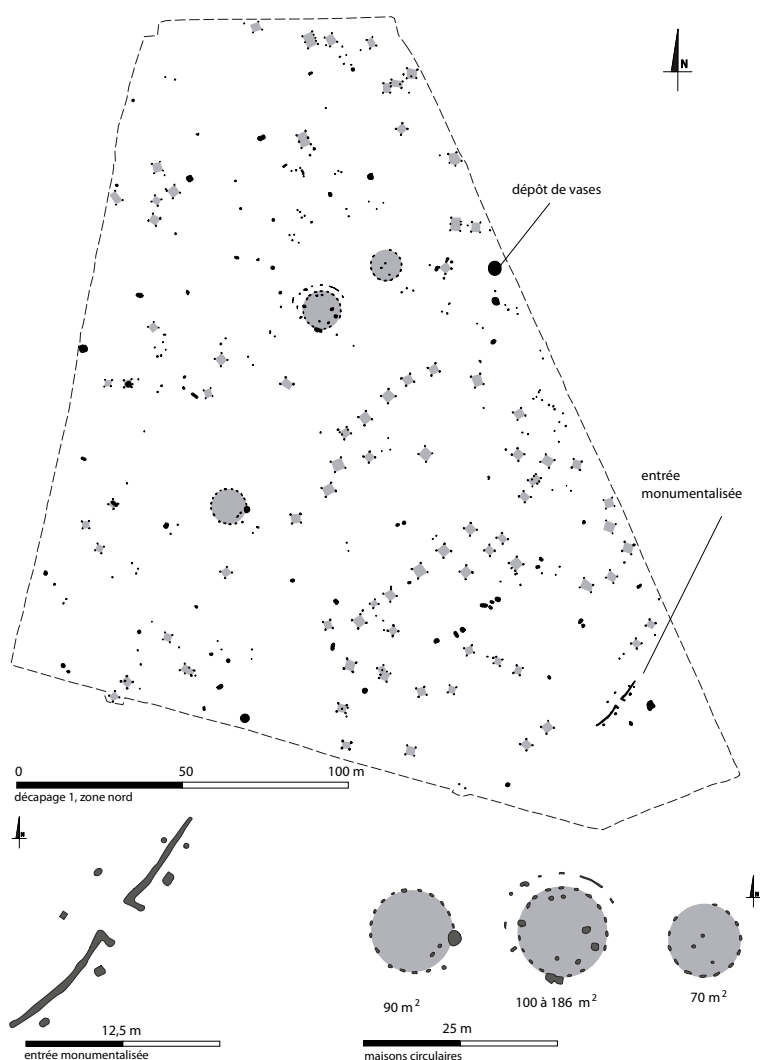 N
dépôt de vases
entrée
monumentalisée
0 50 100 m
décapage 1, zone nord
N
N
90 m²
100 à 186 m²
70 m²
12,5 m
entrée monumentalisée
25 m
maisons circulaires